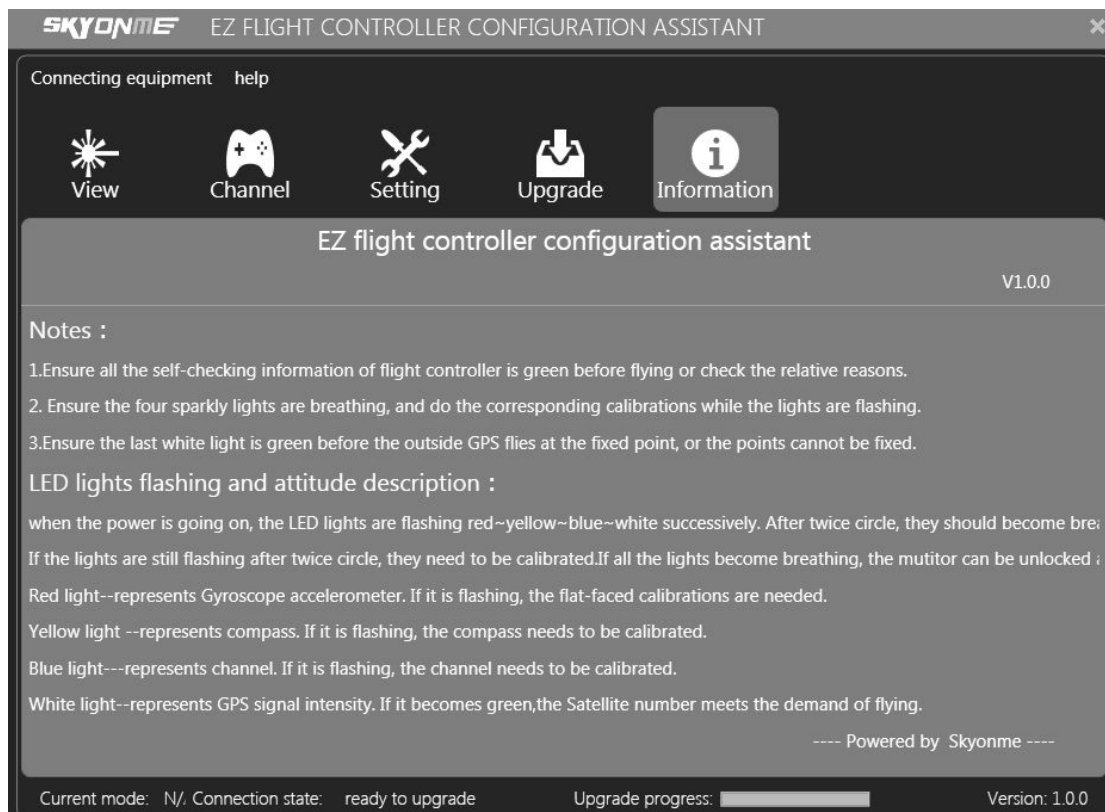 SKYONME EZ FLIGHT CONTROLLER CONFIGURATION ASSISTANT
Connecting equipment help
View Channel Setting Upgrade Information
EZ flight controller configuration assistant
V1.0.0
Notes :
1.Ensure all the self-checking information of flight controller is green before flying or check the relative reasons.
2. Ensure the four sparkly lights are breathing, and do the corresponding calibrations while the lights are flashing.
3.Ensure the last white light is green before the outside GPS flies at the fixed point, or the points cannot be fixed.
LED lights flashing and attitude description :
when the power is going on, the LED lights are flashing red~yellow~blue~white successively. After twice circle, they should become
If the lights are still flashing after twice circle, they need to be calibrated.If all the lights become breathing, the mutitor can be unlocked
Red light--represents Gyroscope accelerometer. If it is flashing, the flat-faced calibrations are needed.
Yellow light --represents compass. If it is flashing, the compass needs to be calibrated.
Blue light---represents channel. If it is flashing, the channel needs to be calibrated.
White light--represents GPS signal intensity. If it becomes green,the Satellite number meets the demand of flying.
---- Powered by Skyonme ----
Current mode: N/ Connection state: ready to upgrade Upgrade progress: Version: 1.0.0